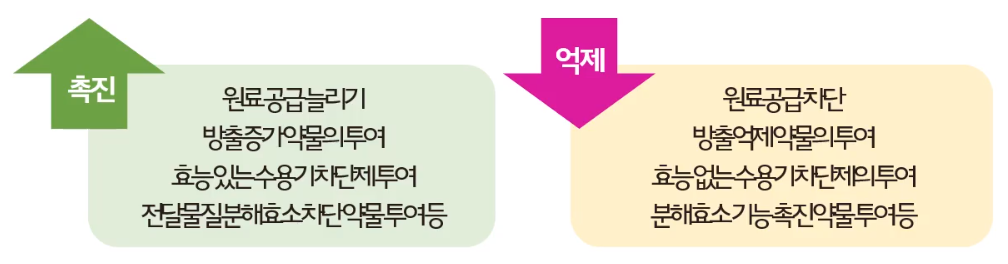 촉진
원료공급늘리기
방출증가약물의투여
효능있는수용기차단제투여
전달물질분해효소차단약물투여등
억제
원료공급차단
방출억제약물의투여
효능없는수용기차단제의투여
분해효소기능촉진약물투여등